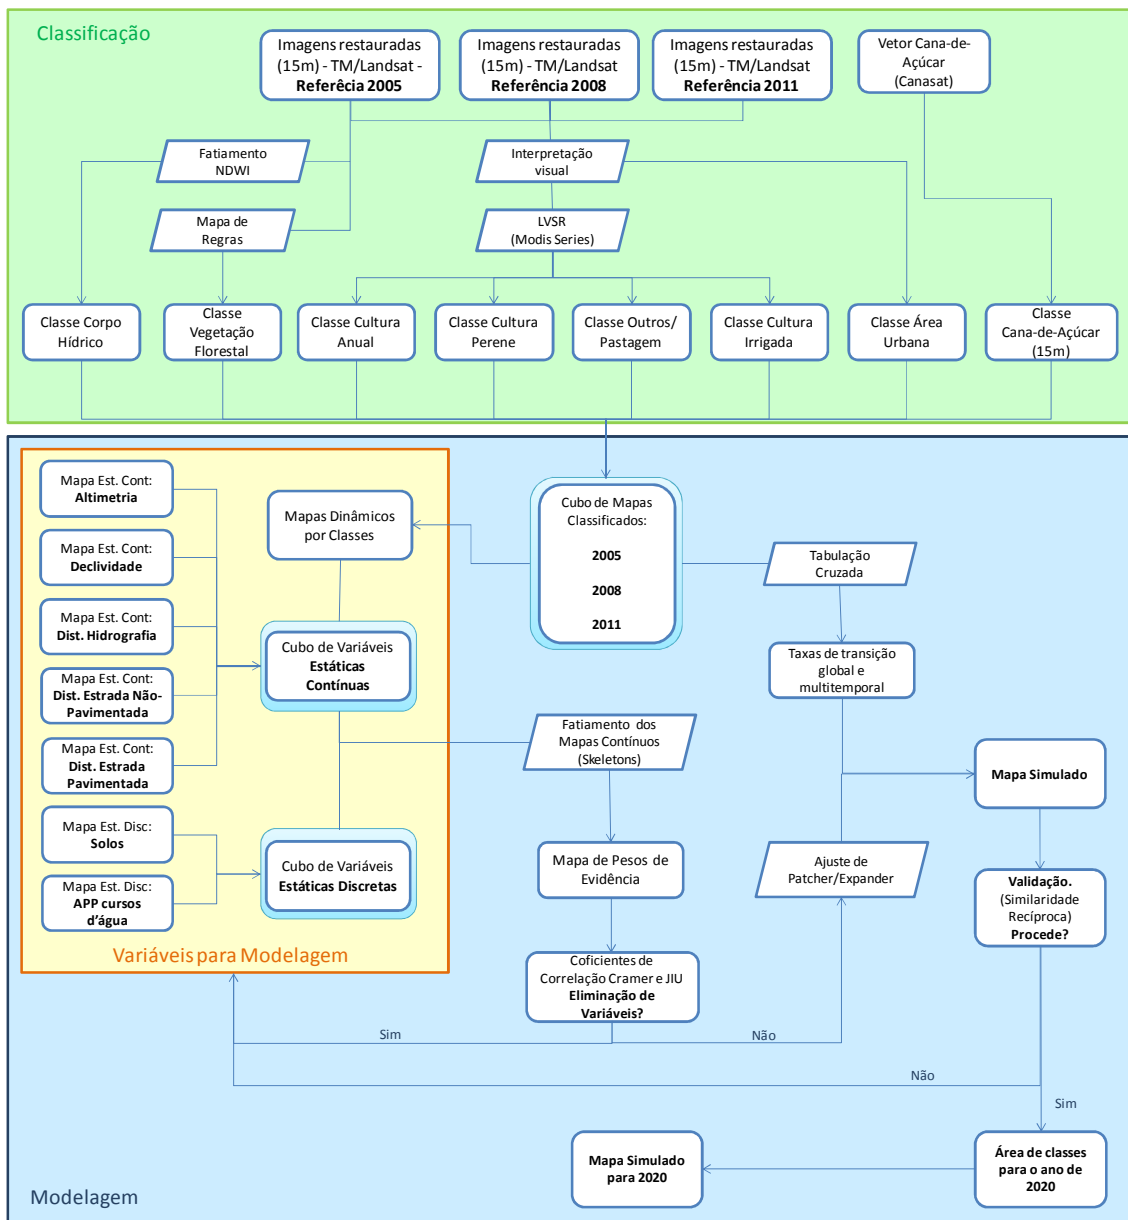 Classificação
Imagens restauradas
(15m) - TM/Landsat -
Referêcia 2005
Imagens restauradas
(15m) - TM/Landsat
Referêcia 2008
Imagens restauradas
(15m) - TM/Landsat
Referêcia 2011
Vetor Cana-de-
Açúcar
(Canasat)
Fatiamento
NDWI
Interpretação
visual
Mapa de
Regras
LVSR
(Modis Series)
Classe Corpo
Hídrico
Classe
Vegetação
Florestal
Classe Cultura
Anual
Classe Cultura
Perene
Classe Outros/
Pastagem
Classe Cultura
Irrigada
Classe Área
Urbana
Classe
Cana-de-Açúcar
(15m)
Mapa Est. Cont:
Altimetria
Mapa Est. Cont:
Declividade
Mapa Est. Cont:
Dist. Hidrografia
Mapa Est. Cont:
Dist. Estrada Não-
Pavimentada
Mapa Est. Cont:
Dist. Estrada
Pavimentada
Mapa Est. Disc:
Solos
Mapa Est. Disc:
APP cursos
d'água
Mapas Dinâmicos
por Classes
Cubo de Variáveis
Estáticas
Contínuas
Cubo de Variáveis
Estáticas Discretas
Variáveis para Modelagem
Cubo de Mapas
Classificados:
2005
2008
2011
Tabulação
Cruzada
Taxas de transição
global e
multitemporal
Fatiamento dos
Mapas Contínuos
(Skeletons)
Mapa Simulado
Mapa de Pesos de
Evidência
Ajuste de
Patcher/Expander
Validação.
(Similaridade
Recíproca)
Procede?
Coficientes de
Correlação Cramer e JIU
Eliminação de
Variáveis?
Sim
Não
Não
Sim
Mapa Simulado
para 2020
Área de classes
para o ano de
2020
Modelagem